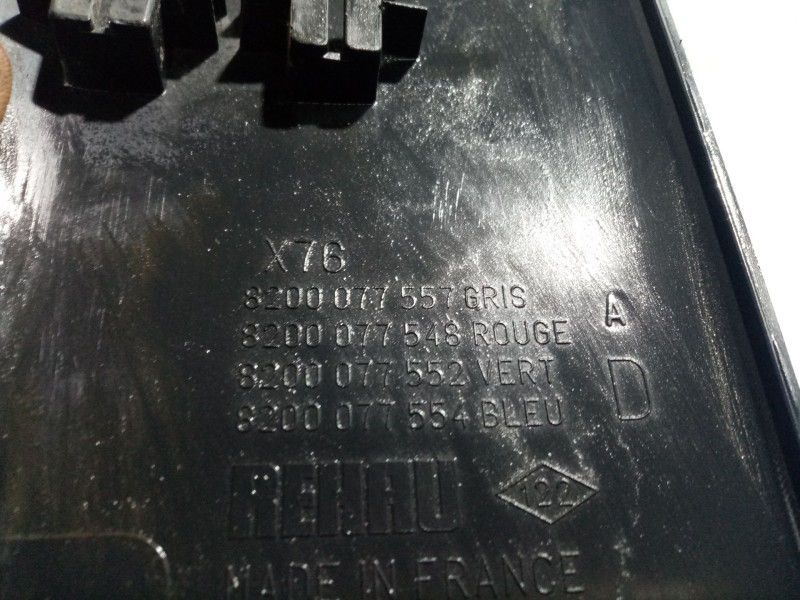 X76
8200 077 557 GRIS A
8200 077 548 ROUGE
8200 077 552 VERT D
8200 077 554 BLEU
REHAU 122
MADE IN FRANCE